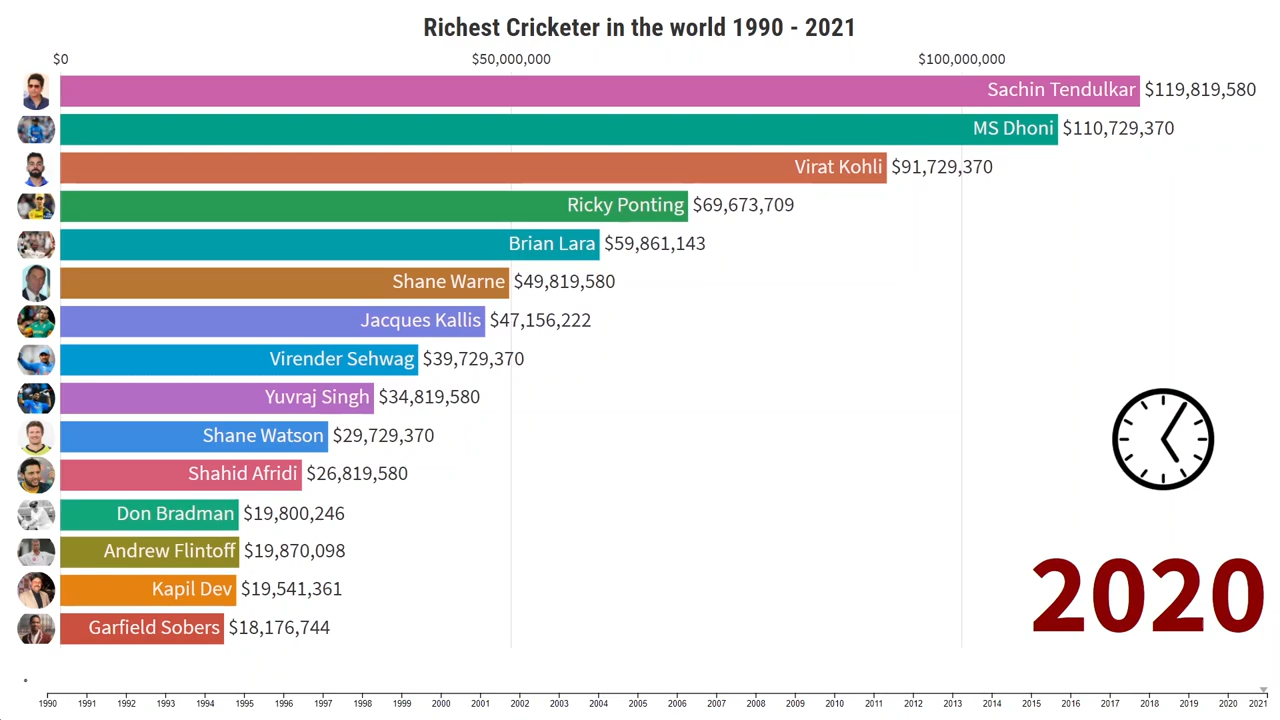 Richest Cricketer in the world 1990 - 2021
$0 $50,000,000 $100,000,000
Sachin Tendulkar $119,819,580
MS Dhoni $110,729,370
Virat Kohli $91,729,370
Ricky Ponting $69,673,709
Brian Lara $59,861,143
Shane Warne $49,819,580
Jacques Kallis $47,156,222
Virender Sehwag $39,729,370
Yuvraj Singh $34,819,580
Shane Watson $29,729,370
Shahid Afridi $26,819,580
Don Bradman $19,800,246
Andrew Flintoff $19,870,098
Kapil Dev $19,541,361
Garfield Sobers $18,176,744
2020
1990 1991 1992 1993 1994 1995 1996 1997 1998 1999 2000 2001 2002 2003 2004 2005 2006 2007 2008 2009 2010 2011 2012 2013 2014 2015 2016 2017 2018 2019 2020 2021